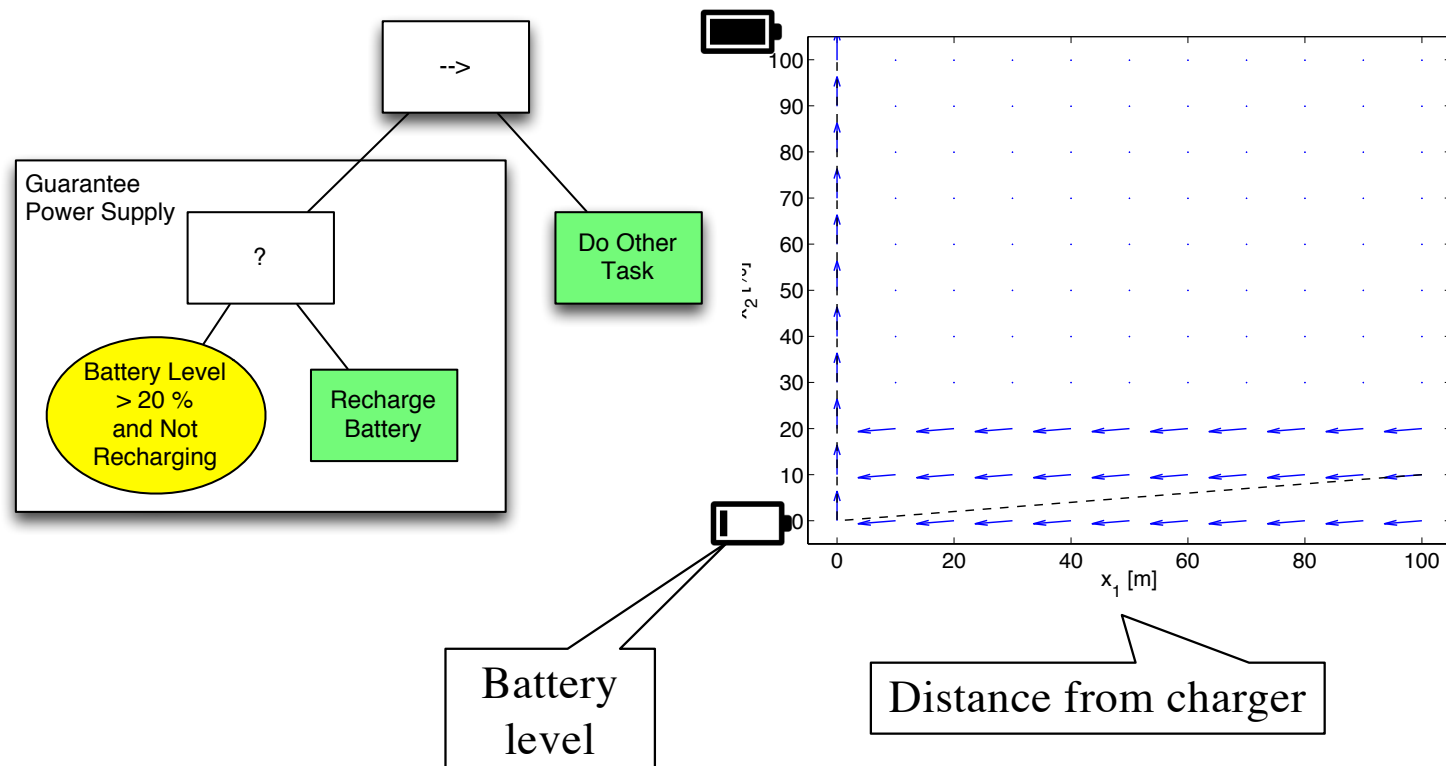 -->
Guarantee
Power Supply
?
Do Other
Task
Battery Level
> 20 %
and Not
Recharging
Recharge
Battery
100
90
80
70
60
50
40
30
20
10
0
0
20
40
60
80
100
x₁ [m]
Battery
level
Distance from charger